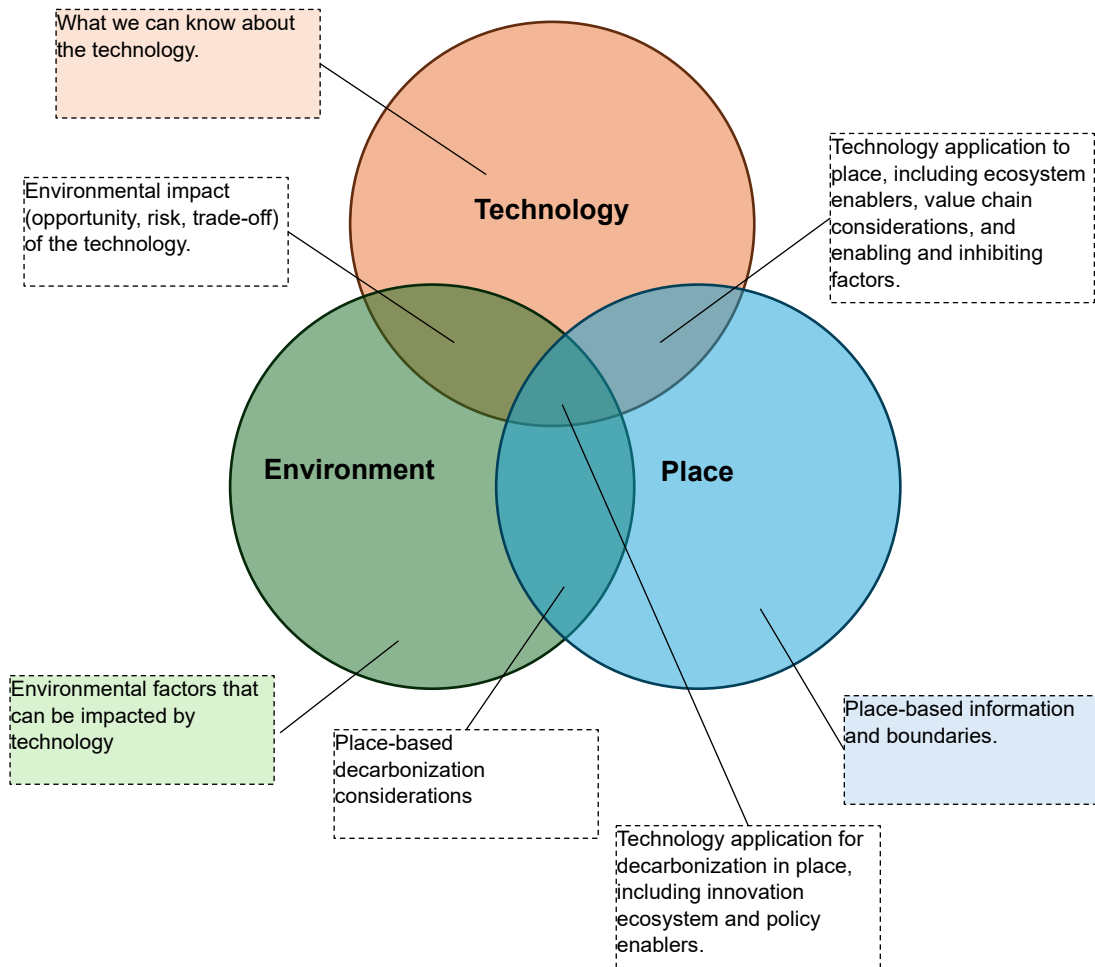 What we can know about
the technology.
Technology application to
place, including ecosystem
enablers, value chain
considerations, and
enabling and inhibiting
factors.
Environmental impact
(opportunity, risk, trade-off)
of the technology.
Technology
Environment
Place
Environmental factors that
can be impacted by
technology
Place-based
decarbonization
considerations
Place-based information
and boundaries.
Technology application for
decarbonization in place,
including innovation
ecosystem and policy
enablers.